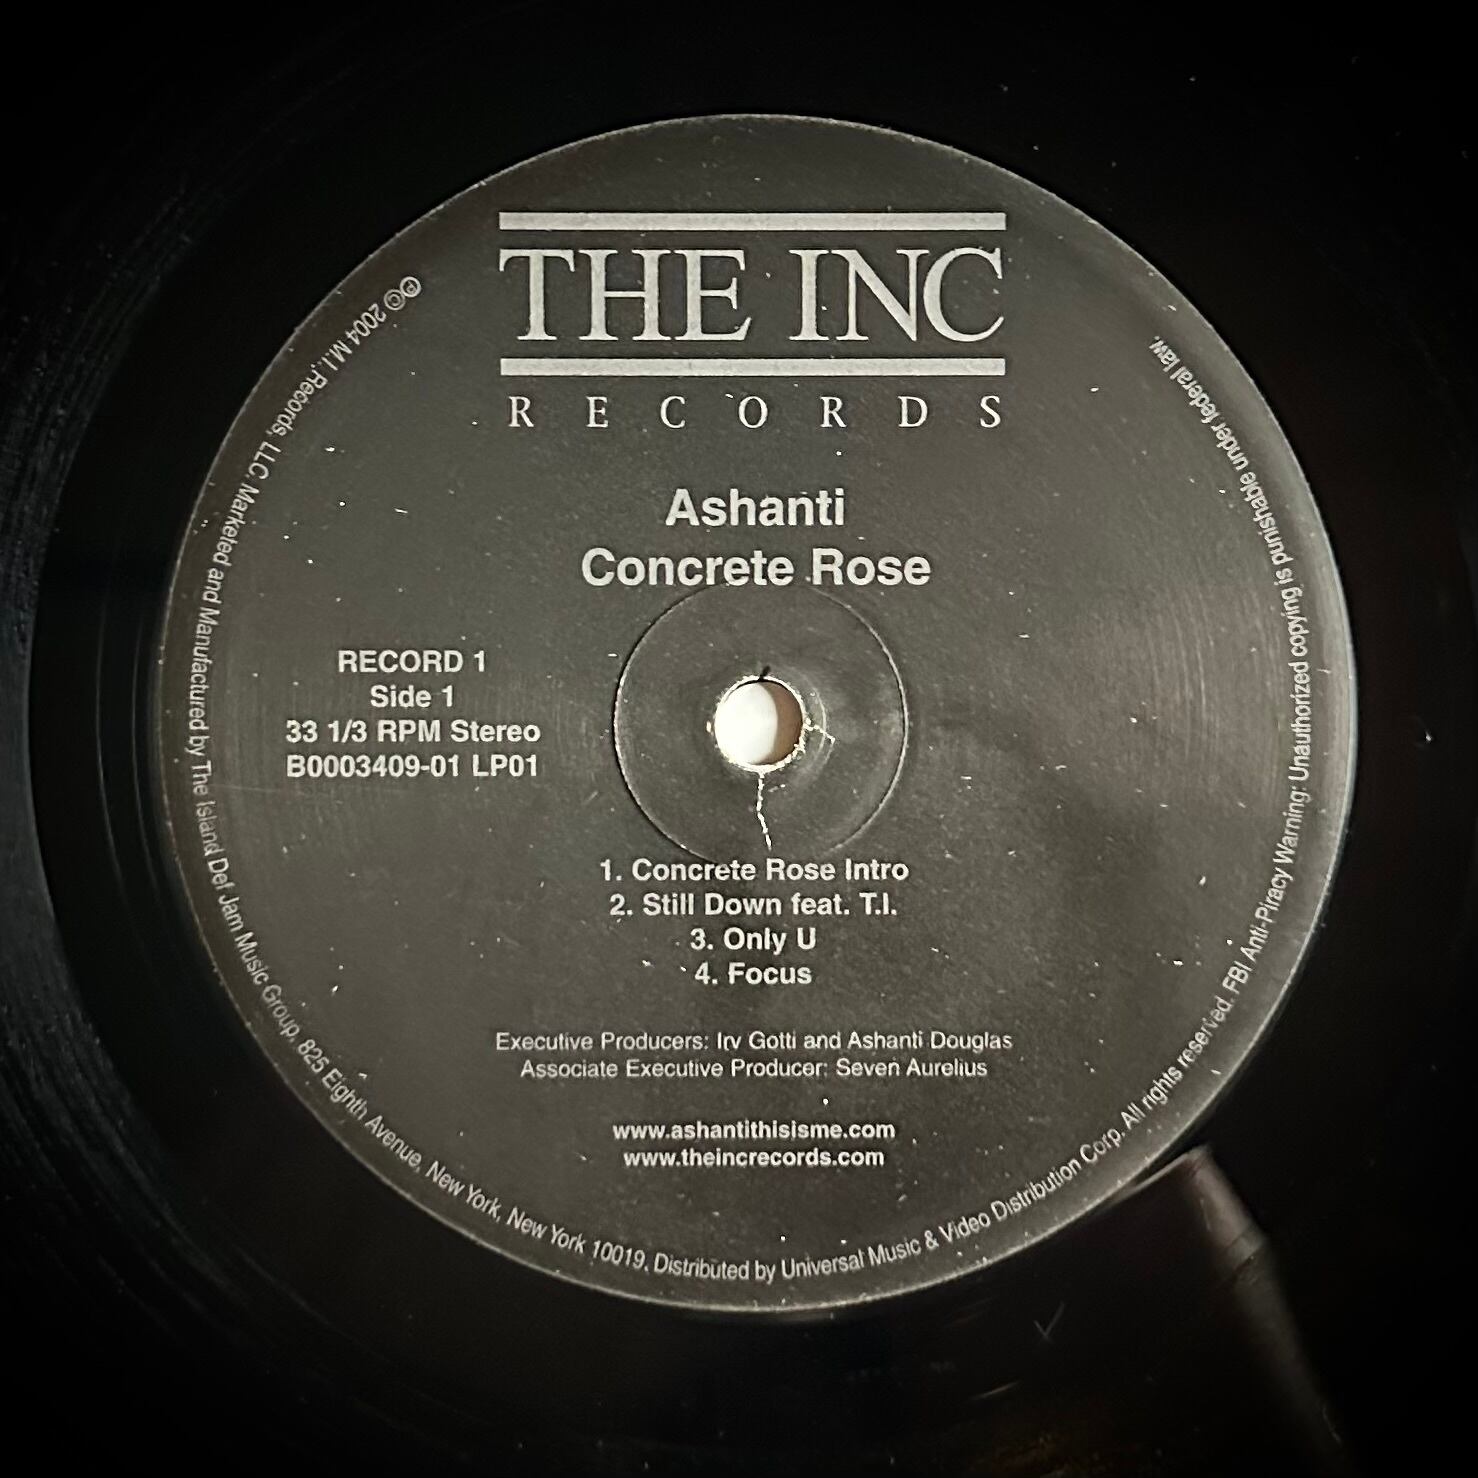 THE INC
RECORDS
Ashanti
Concrete Rose
RECORD 1
Side 1
33 1/3 RPM Stereo
B0003409-01 LP01
1. Concrete Rose Intro
2. Still Down feat. T.I.
3. Only U
4. Focus
Executive Producers: Irv Gotti and Ashanti Douglas
Associate Executive Producer: Seven Aurelius
www.ashantithisisme.com
www.theincrecords.com
℗© 2004 M.I. Records, LLC. Marketed and Manufactured by The Island Def Jam Music Group, 825 Eighth Avenue, New York, New York 10019. Distributed by Universal Music & Video Distribution Corp. All rights reserved. FBI Anti-Piracy Warning: Unauthorized copying is punishable under federal law.